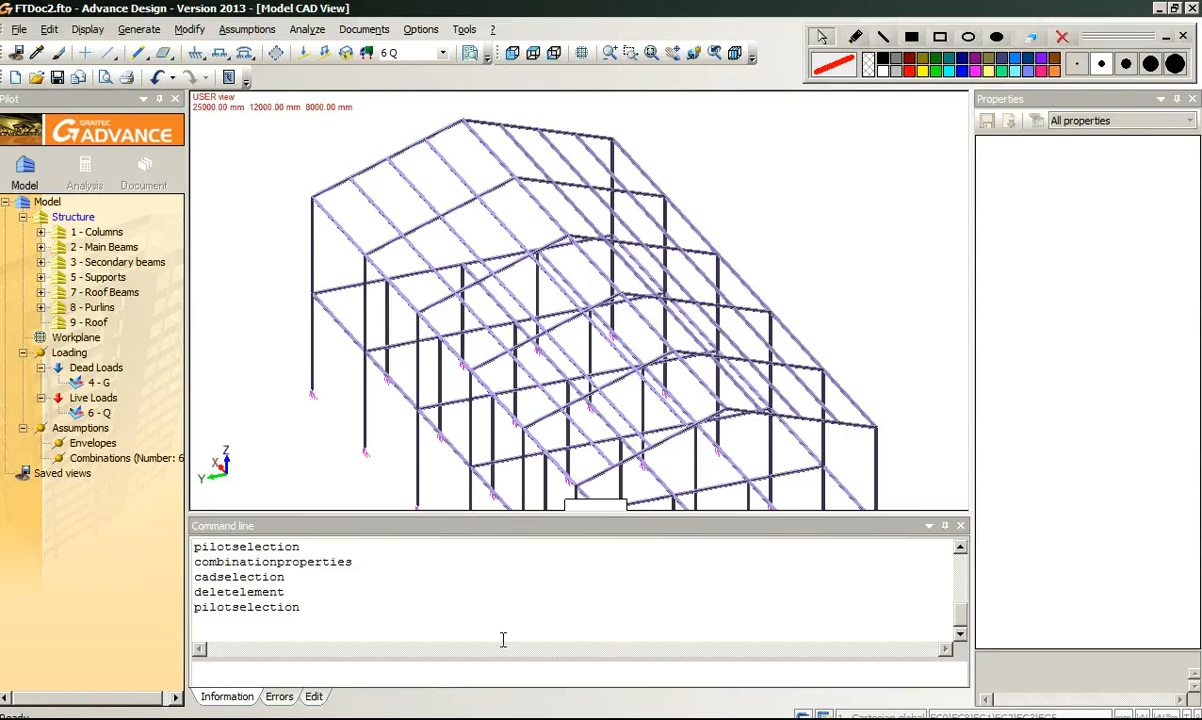 FTDoc2.fto - Advance Design - Version 2013 - [Model CAD View]
File Edit Display Generate Modify Assumptions Analyze Documents Options Tools ?
6 Q
Pilot
GRAITEC
ADVANCE
Model Analysis Document
Model
Structure
1 - Columns
2 - Main Beams
3 - Secondary beams
5 - Supports
7 - Roof Beams
8 - Purlins
9 - Roof
Workplane
Loading
Dead Loads
4 - G
Live Loads
6 - Q
Assumptions
Envelopes
Combinations (Number: 6
Saved views
USER view
25000.00 mm 12000.00 mm 8000.00 mm
Z
X
Y
Properties
All properties
Command line
pilotselection
combinationproperties
cadselection
deletelement
pilotselection
Information Errors Edit